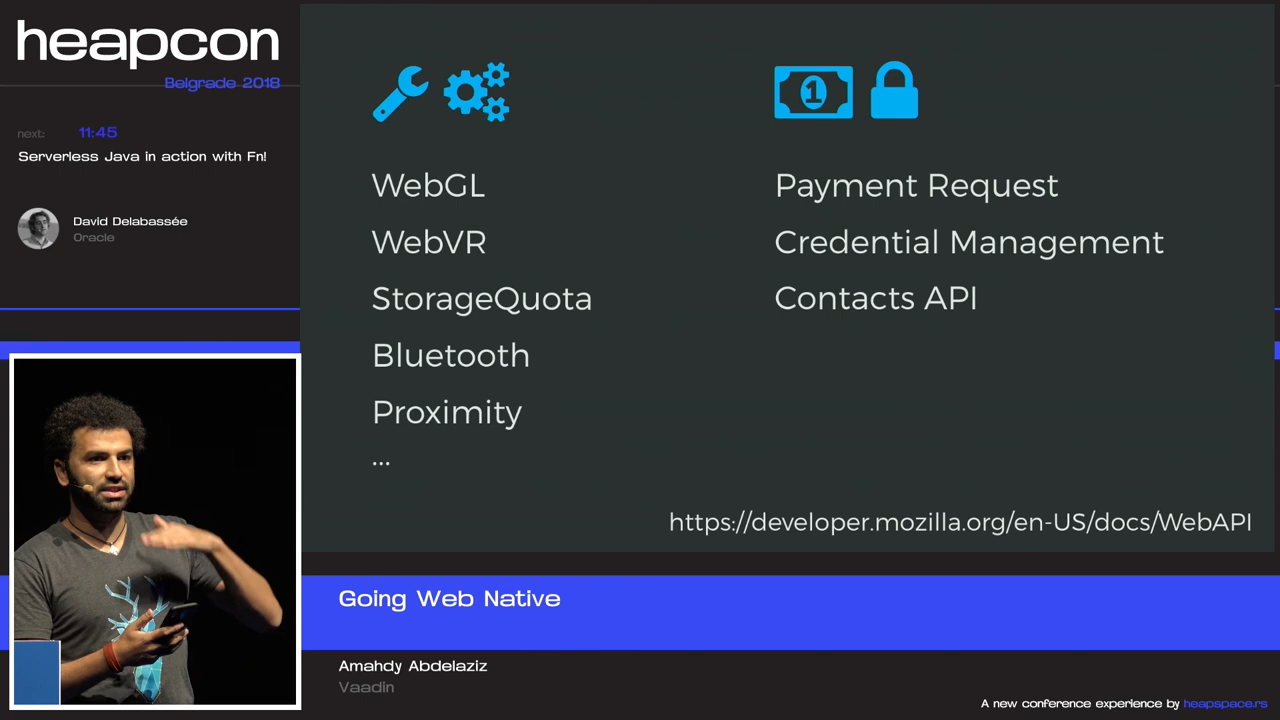 heapcon
Belgrade 2018
next: 11:45
Serverless Java in action with Fn!
David Delabassée
Oracle
1
WebGL
WebVR
StorageQuota
Bluetooth
Proximity
...
Payment Request
Credential Management
Contacts API
https://developer.mozilla.org/en-US/docs/WebAPI
Going Web Native
Amahdy Abdelaziz
Vaadin
A new conference experience by heapspace.rs